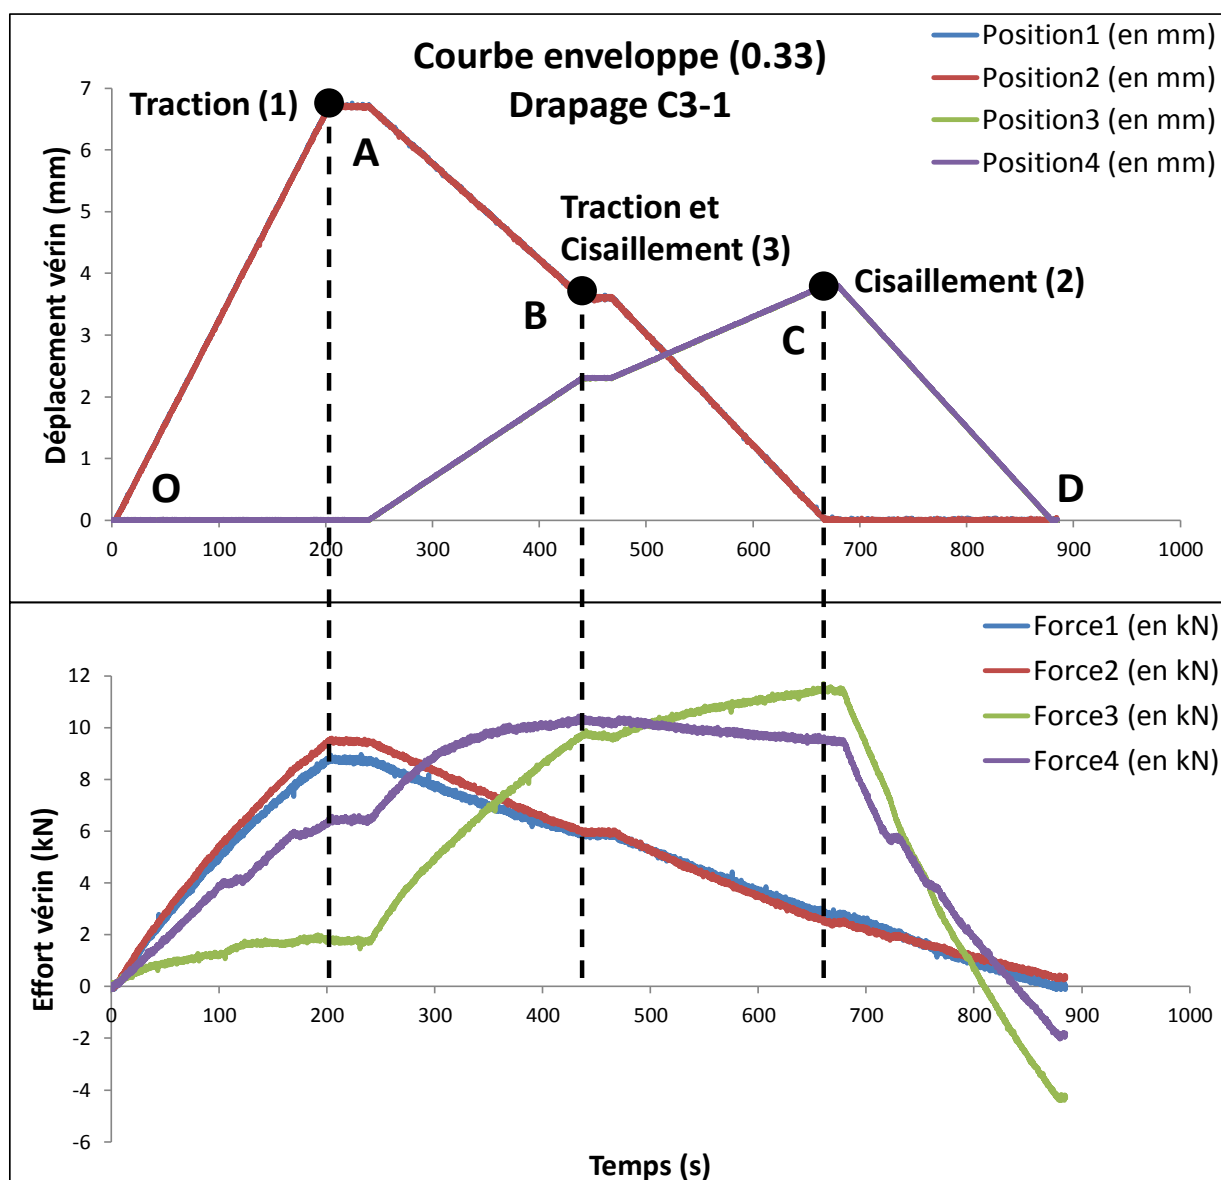 Courbe enveloppe (0.33)
Drapage C3-1
Position1 (en mm)
Position2 (en mm)
Position3 (en mm)
Position4 (en mm)
Déplacement vérin (mm)
7
6
5
4
3
2
1
0
Traction (1)
A
Traction et
Cisaillement (3)
B
Cisaillement (2)
C
O
D
0 100 200 300 400 500 600 700 800 900 1000
Force1 (en kN)
Force2 (en kN)
Force3 (en kN)
Force4 (en kN)
Effort vérin (kN)
12
10
8
6
4
2
0
-2
-4
-6
0 100 200 300 400 500 600 700 800 900 1000
Temps (s)